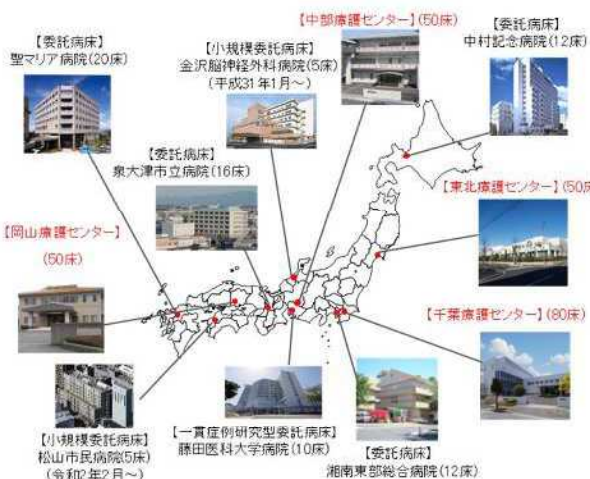 【委託病床】
聖マリア病院(20床)
【小規模委託病床】
金沢脳神経外科病院(5床)
(平成31年1月～)
【中部療護センター】(50床)
【委託病床】
中村記念病院(12床)
【委託病床】
泉大津市立病院(16床)
【東北療護センター】(50床
【岡山療護センター】
(50床)
【千葉療護センター】(80床)
【小規模委託病床】
松山市民病院(5床)
(令和2年2月～)
【一貫症例研究型委託病床】
藤田医科大学病院(10床)
【委託病床】
湘南東部総合病院(12床)